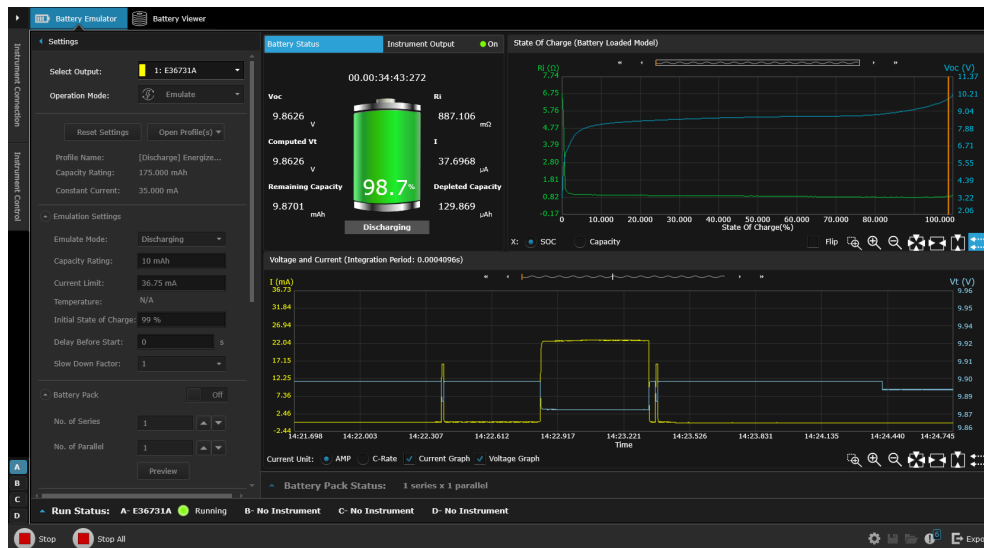 Battery Emulator
Battery Viewer
Instrument Connection
Instrument Control
A
B
C
D
Settings
Select Output: 1: E36731A
Operation Mode: Emulate
Reset Settings Open Profile(s)
Profile Name: [Discharge] Energize...
Capacity Rating: 175.000 mAh
Constant Current: 35.000 mA
Emulation Settings
Emulate Mode: Discharging
Capacity Rating: 10 mAh
Current Limit: 36.75 mA
Temperature: N/A
Initial State of Charge: 99 %
Delay Before Start: 0 s
Slow Down Factor: 1
Battery Pack Off
No. of Series 1
No. of Parallel 1
Preview
Battery Status Instrument Output On
00.00:34:43:272
Voc Ri
9.8626 V 887.106 mΩ
Computed Vt I
9.8626 V 37.6968 µA
Remaining Capacity 98.7% Depleted Capacity
9.8701 mAh 129.869 µAh
Discharging
State Of Charge (Battery Loaded Model)
Ri (Ω) Voc (V)
7.74 11.37
6.75 10.21
5.76 9.04
4.77 7.88
3.79 6.71
2.80 5.55
1.81 4.39
0.82 3.22
-0.17 2.06
0 10.000 20.000 30.000 40.000 50.000 60.000 70.000 80.000 100.000
State Of Charge(%)
X: SOC Capacity Flip
Voltage and Current (Integration Period: 0.0004096s)
I (mA) Vt (V)
36.73 9.96
31.84 9.95
26.94 9.94
22.04 9.92
17.15 9.91
12.25 9.90
7.36 9.89
2.46 9.87
-2.44 9.86
14:21.698 14:22.003 14:22.307 14:22.612 14:22.917 14:23.221 14:23.526 14:23.831 14:24.135 14:24.440 14:24.745
Time
Current Unit: AMP C-Rate Current Graph Voltage Graph
Battery Pack Status: 1 series x 1 parallel
Run Status: A- E36731A Running B- No Instrument C- No Instrument D- No Instrument
Stop Stop All Expo